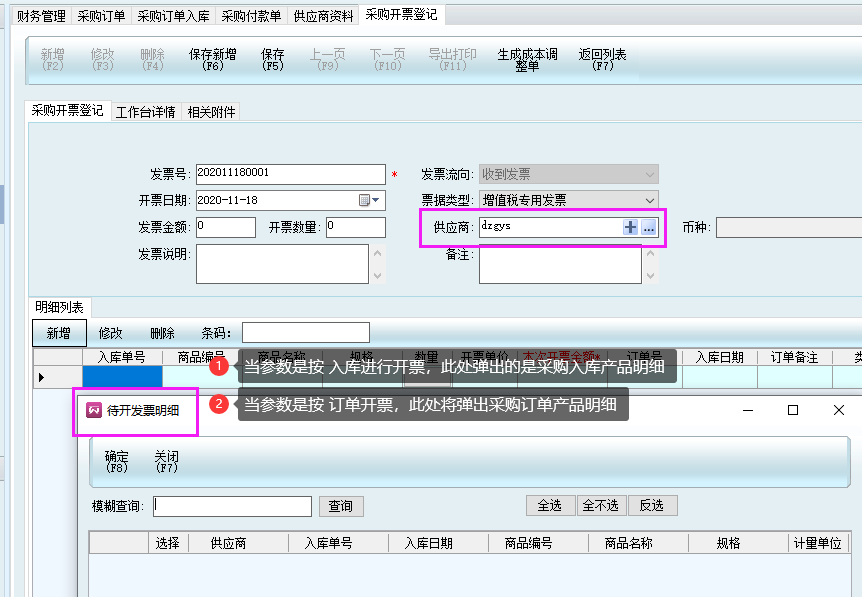 财务管理 采购订单 采购订单入库 采购付款单 供应商资料 采购开票登记
新增 修改 删除 保存新增 保存 上一页 下一页 导出打印 生成成本调整单 返回列表
(F2) (F3) (F4) (F6) (F5) (F9) (F10) (F11) (F7)
采购开票登记 工作台详情 相关附件
发票号: 202011180001 * 发票流向: 收到发票
开票日期: 2020-11-18 票据类型: 增值税专用发票
发票金额: 0 开票数量: 0 供应商: drgys 币种:
发票说明: 备注:
明细列表
新增 修改 删除 条码:
入库单号 商品编号 商品名称 规格 数量 开票单价 本次开票金额* 订单号 入库日期 订单备注
1 当参数是按 入库进行开票，此处弹出的是采购入库产品明细
2 当参数是按 订单开票，此处将弹出采购订单产品明细
待开发票明细
确定 关闭
(F8) (F7)
模糊查询: 查询 全选 全不选 反选
选择 供应商 入库单号 入库日期 商品编号 商品名称 规格 计量单位